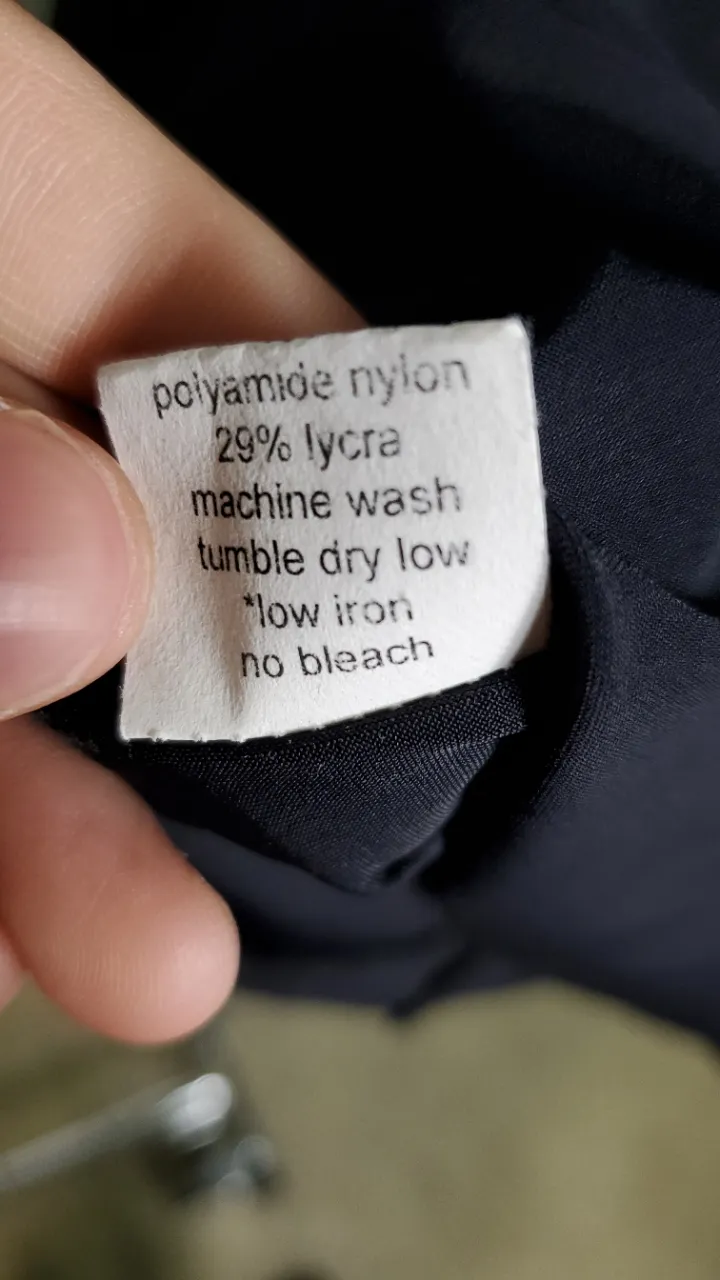 polyamide nylon
29% lycra
machine wash
tumble dry low
*low iron
no bleach